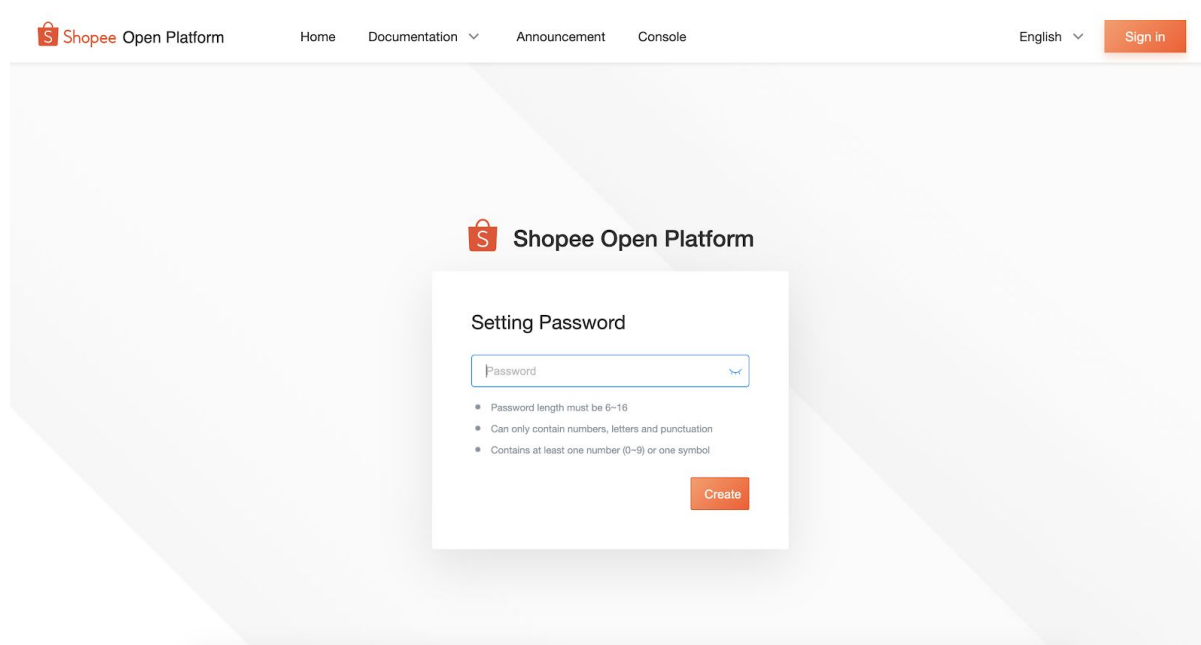 Shopee Open Platform Home Documentation Announcement Console English Sign in
Shopee Open Platform
Setting Password
Password
Password length must be 6~16
Can only contain numbers, letters and punctuation
Contains at least one number (0~9) or one symbol
Create